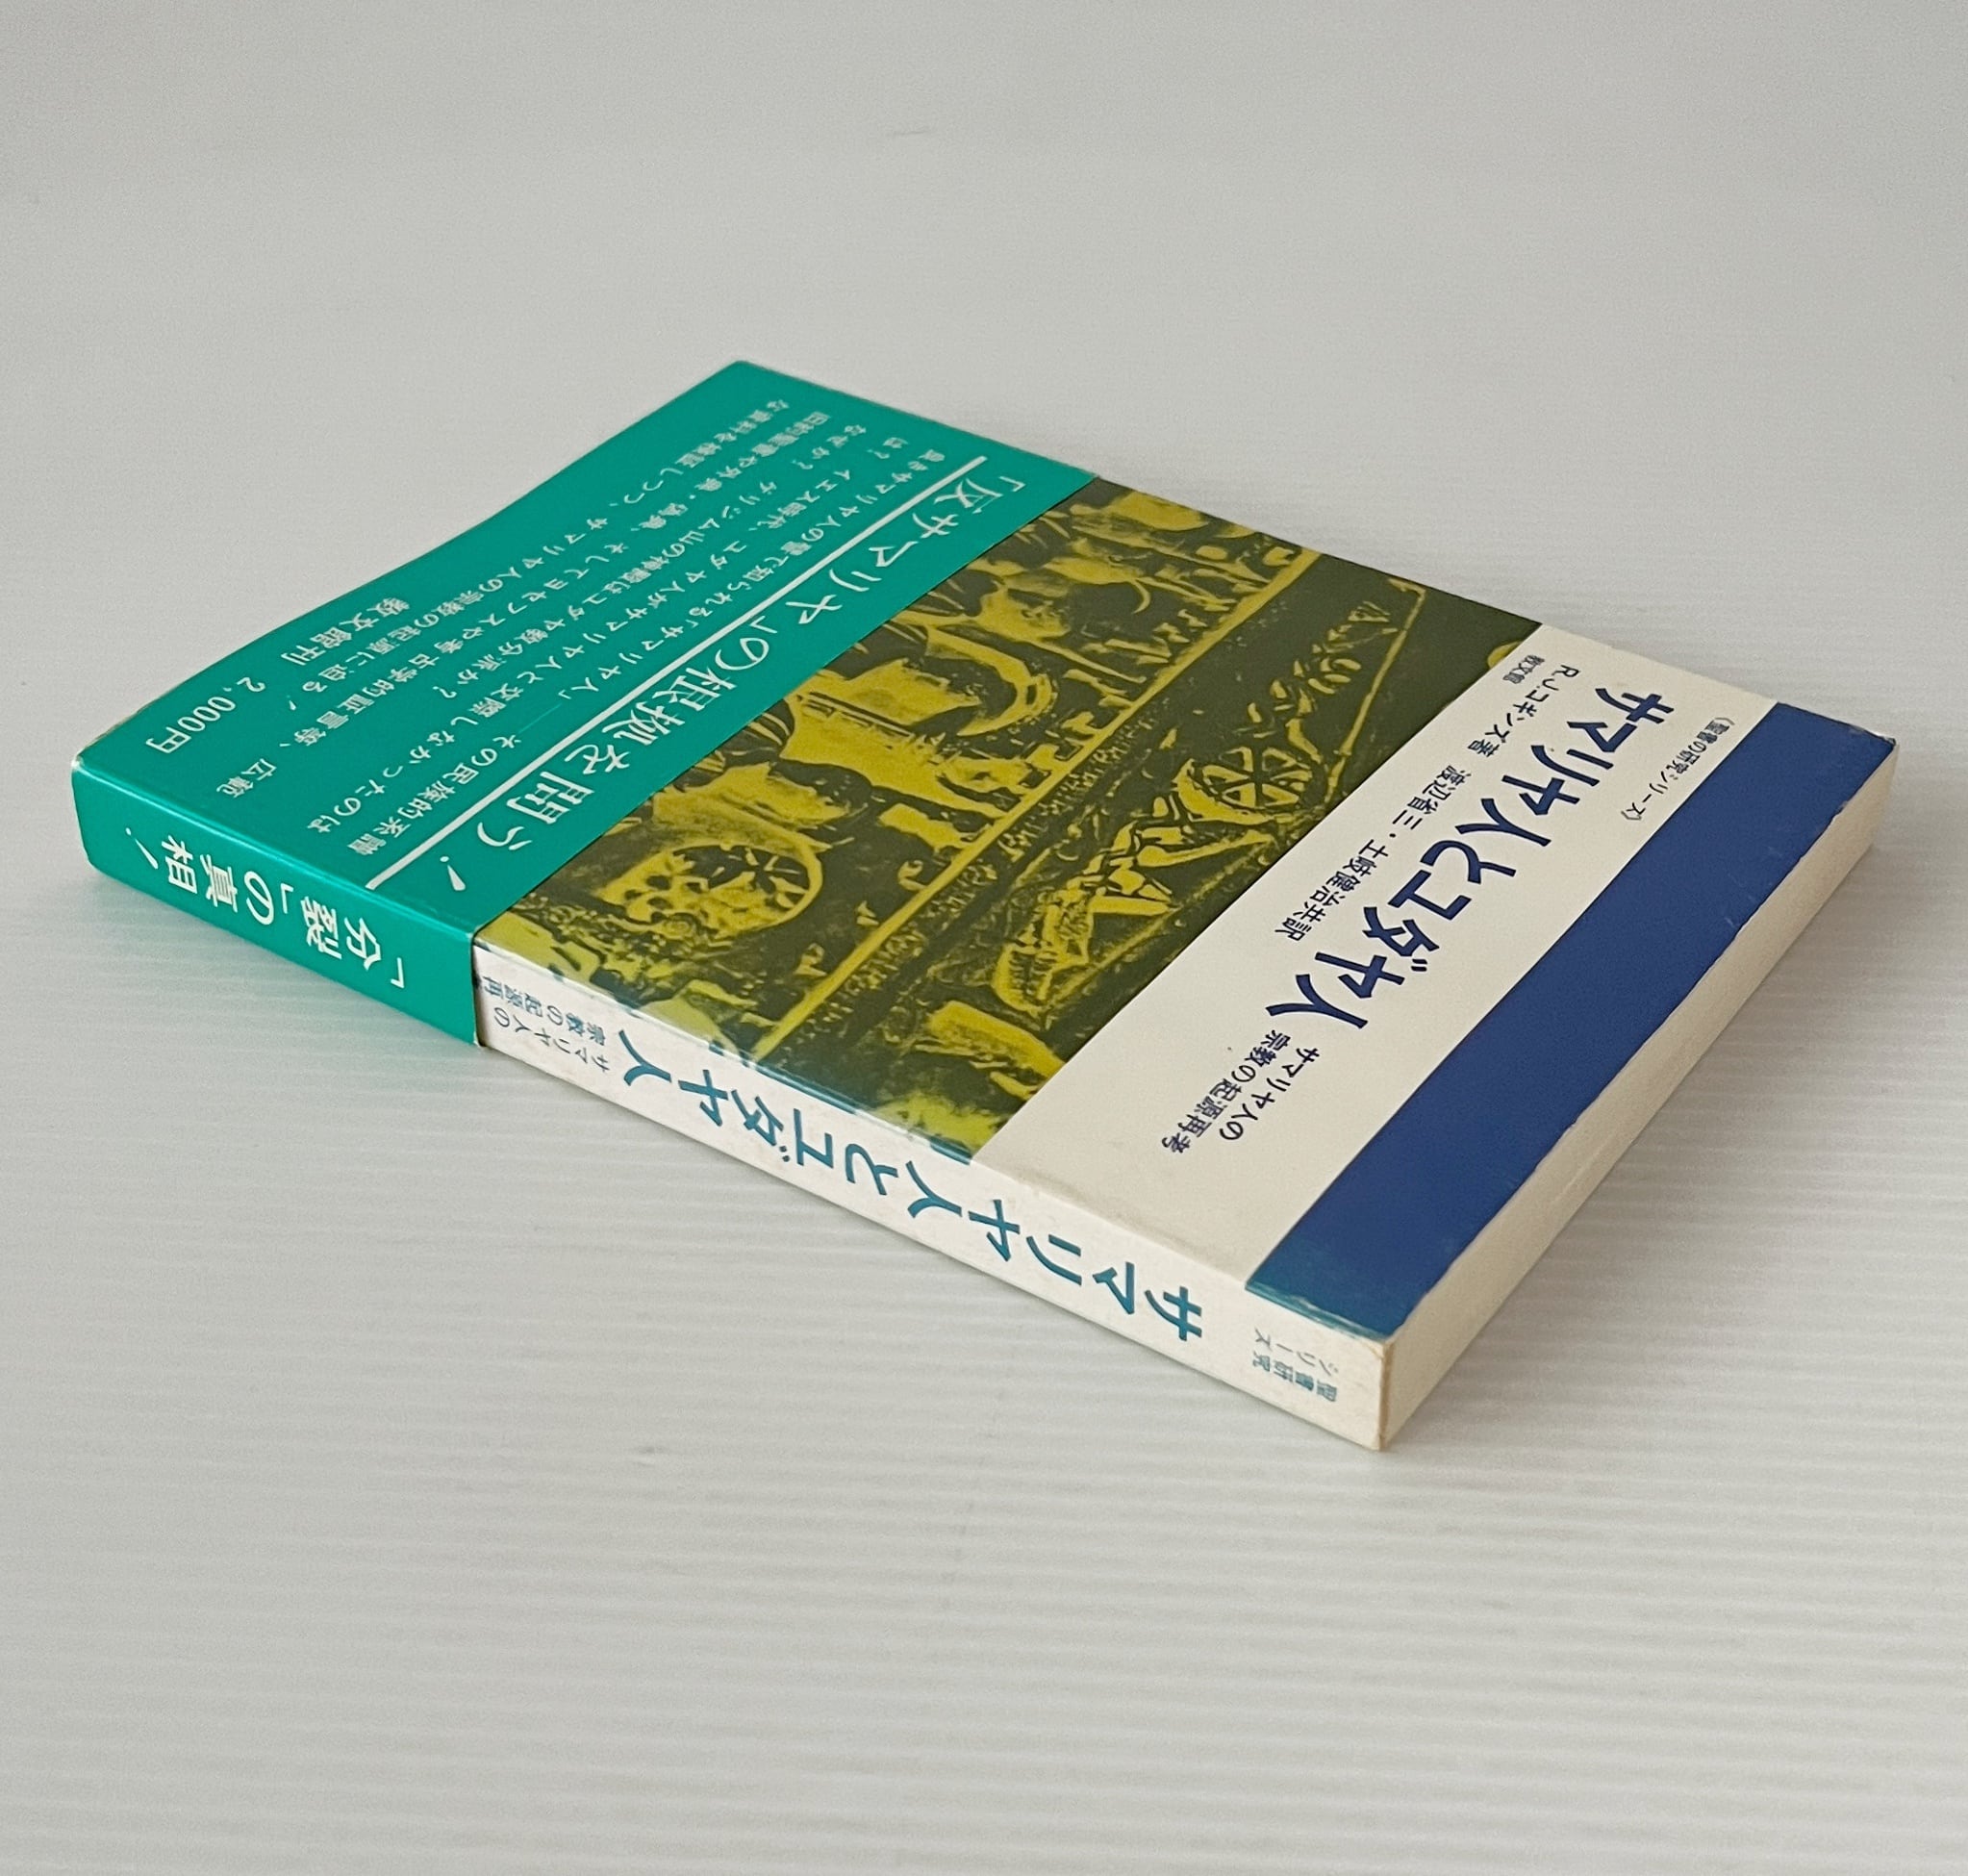 〈聖書の研究シリーズ〉
サマリヤ人とユダヤ人
サマリヤ人の
宗教の起源再考
R.J.コギンズ著 渡辺省三・土岐健治共訳
教文館
「反サマリヤ」の根拠を問う!
良きサマリヤ人の譬で知られる「サマリヤ人」——その民族的系譜
は? イエス時代、ユダヤ人がサマリヤ人と交際しなかったのは
なぜか? ゲリジム山の神殿はユダヤ教分派か?
旧約聖書や外典・偽典、そしてヨセフスや考古学的証言等、広範
な資料を検証しつつ、サマリヤ人の宗教の起源に迫る!
教文館刊 2,000円
聖書研究
シリーズ
サマリヤ人とユダヤ人
サマリヤ人の
宗教の起源再
「分裂」の
真相!